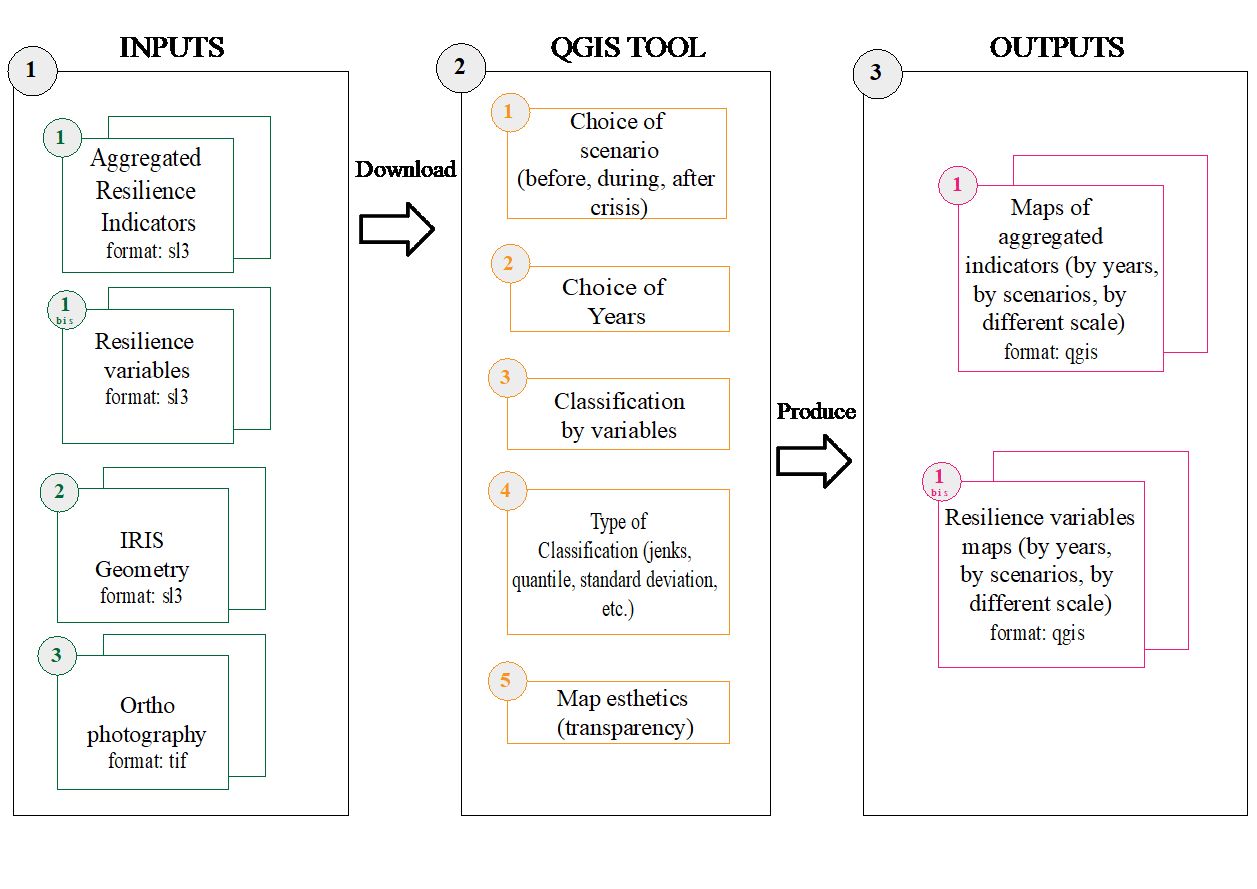 INPUTS
1
1
Aggregated
Resilience
Indicators
format: sl3
1
bis
Resilience
variables
format: sl3
2
IRIS
Geometry
format: sl3
3
Ortho
photography
format: tif
Download
QGIS TOOL
2
1
Choice of
scenario
(before, during, after
crisis)
2
Choice of
Years
3
Classification
by variables
4
Type of
Classification (jenks,
quantile, standard deviation,
etc.)
5
Map esthetics
(transparency)
Produce
OUTPUTS
3
1
Maps of
aggregated
indicators (by years,
by scenarios, by
different scale)
format: qgis
1
bis
Resilience variables
maps (by years,
by scenarios, by
different scale)
format: qgis